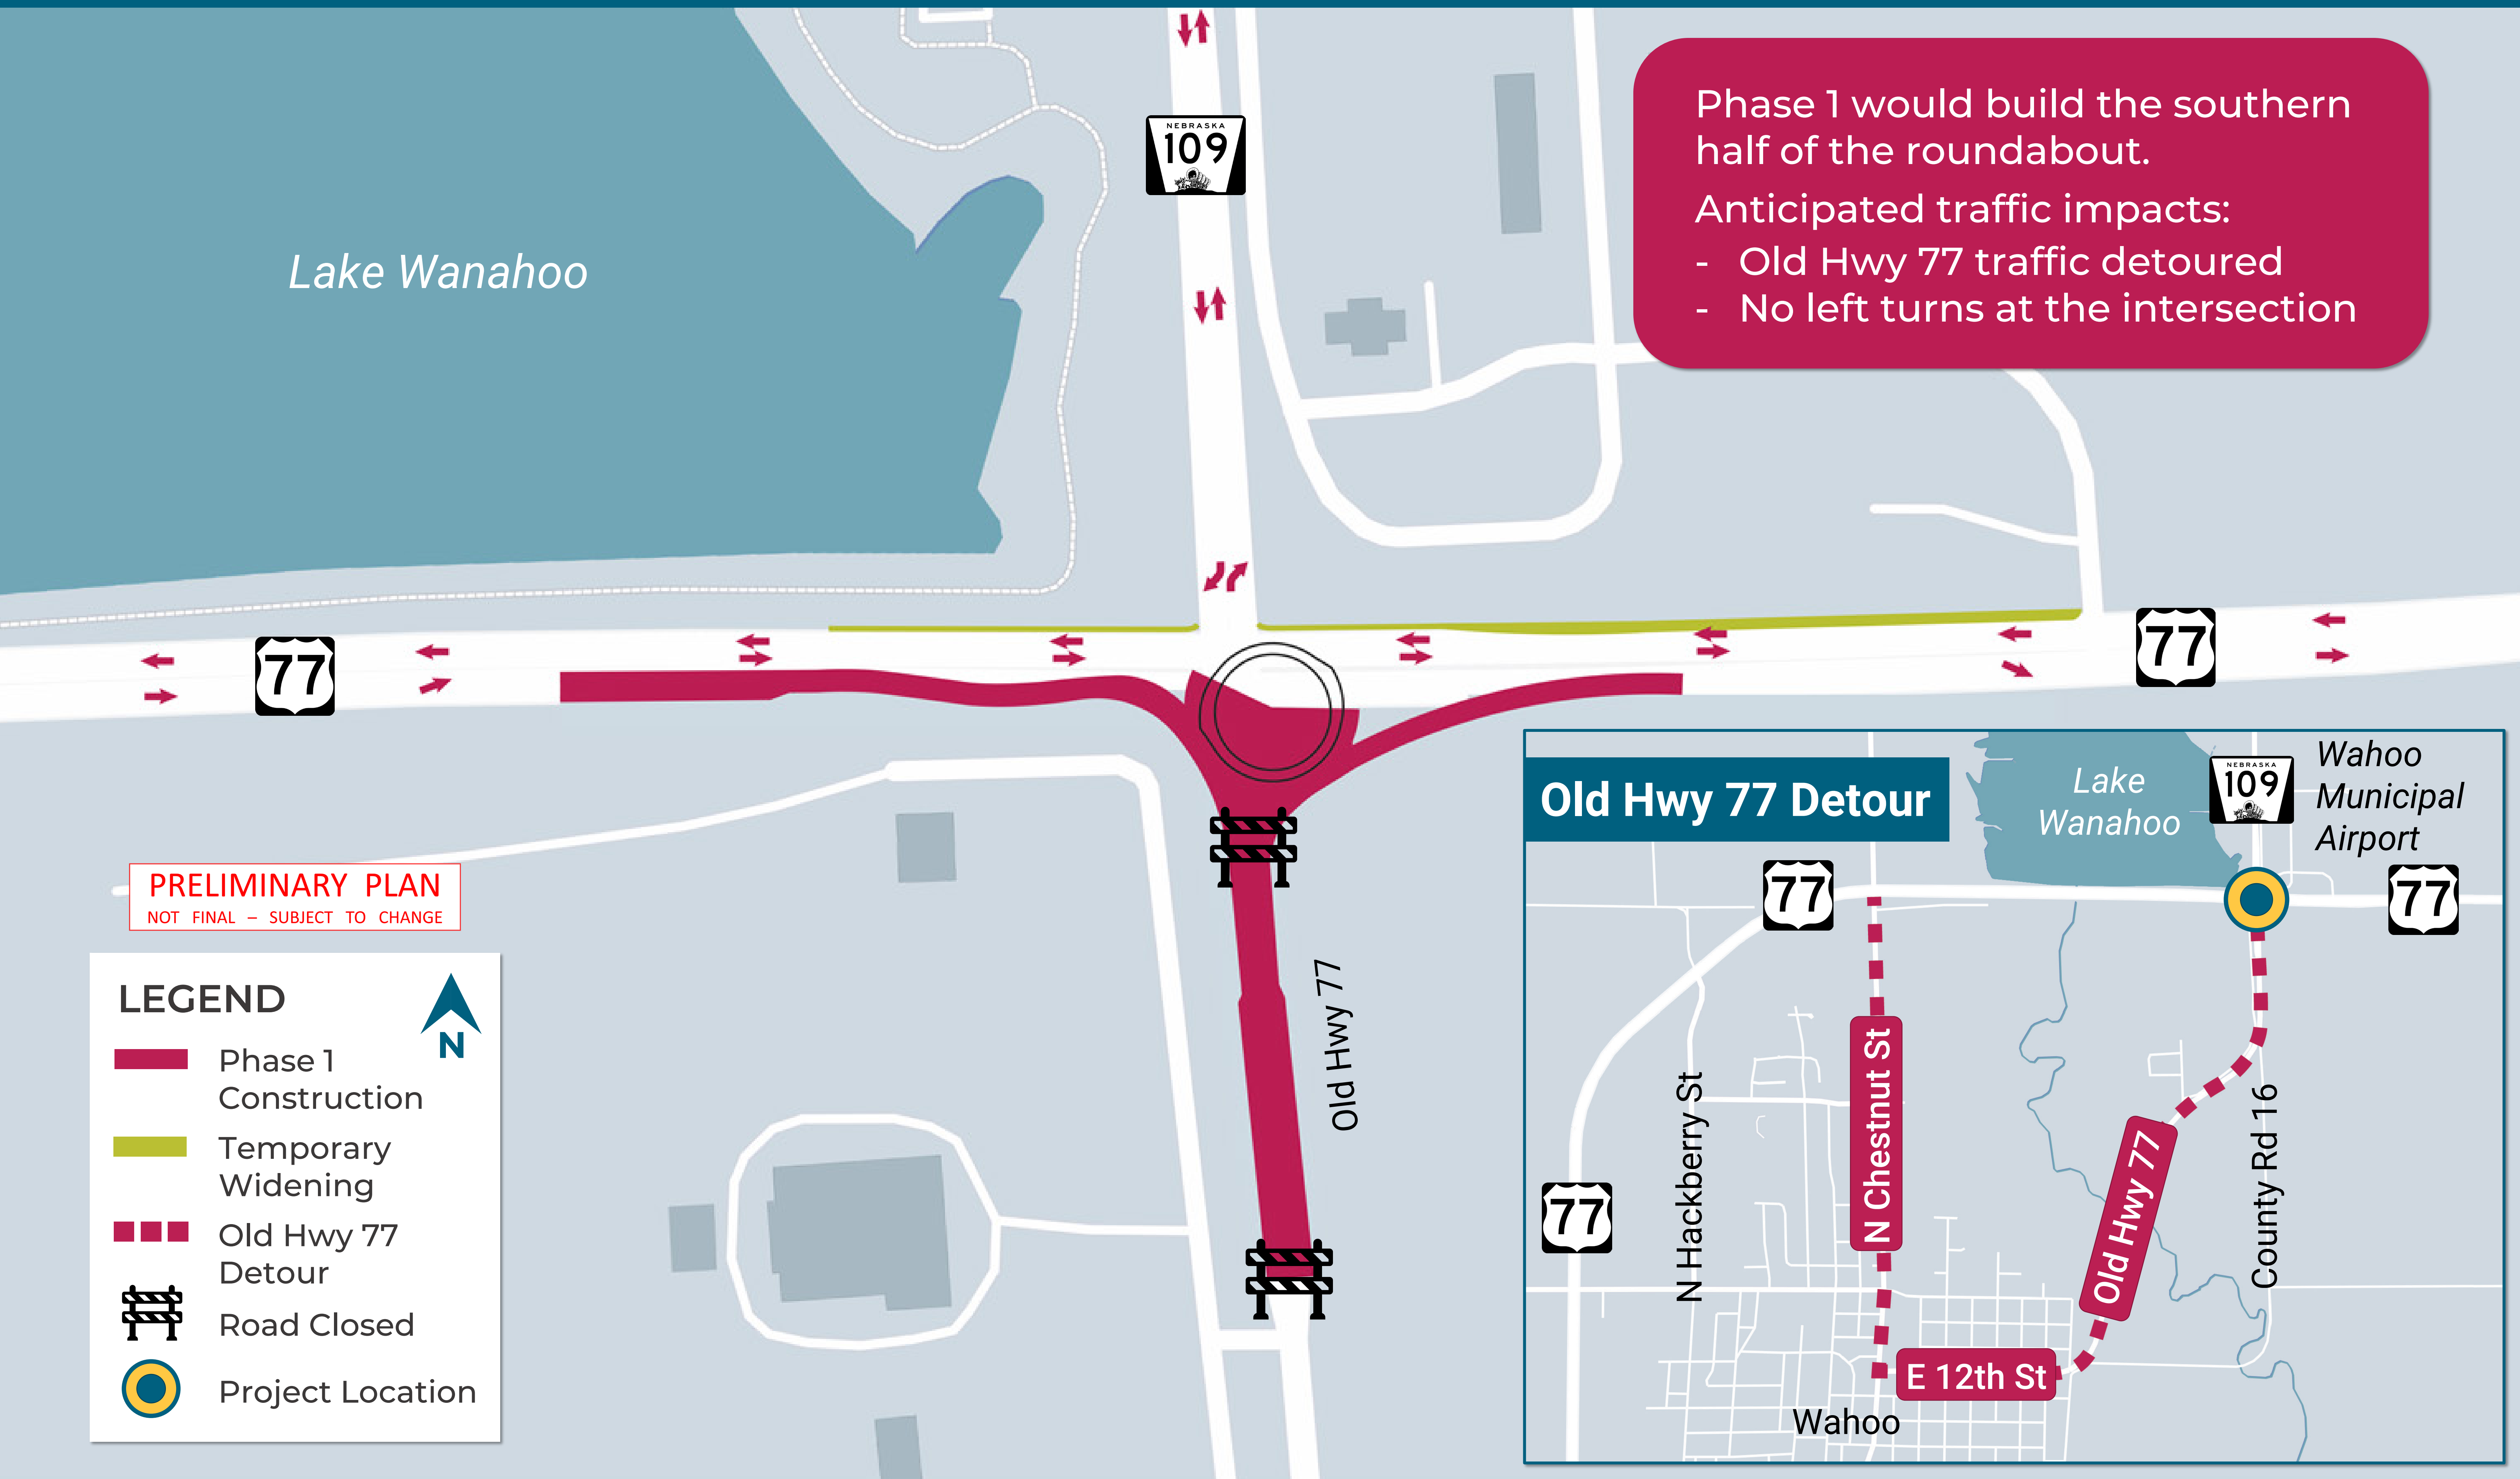 NEBRASKA
109
Phase 1 would build the southern
half of the roundabout.
Anticipated traffic impacts:
- Old Hwy 77 traffic detoured
- No left turns at the intersection
Lake Wanahoo
77
77
Old Hwy 77
PRELIMINARY PLAN
NOT FINAL – SUBJECT TO CHANGE
LEGEND
N
Phase 1
Construction
Temporary
Widening
Old Hwy 77
Detour
Road Closed
Project Location
Old Hwy 77 Detour
Lake
Wanahoo
NEBRASKA
109
Wahoo
Municipal
Airport
77
77
77
N Hackberry St
N Chestnut St
Old Hwy 77
County Rd 16
E 12th St
Wahoo